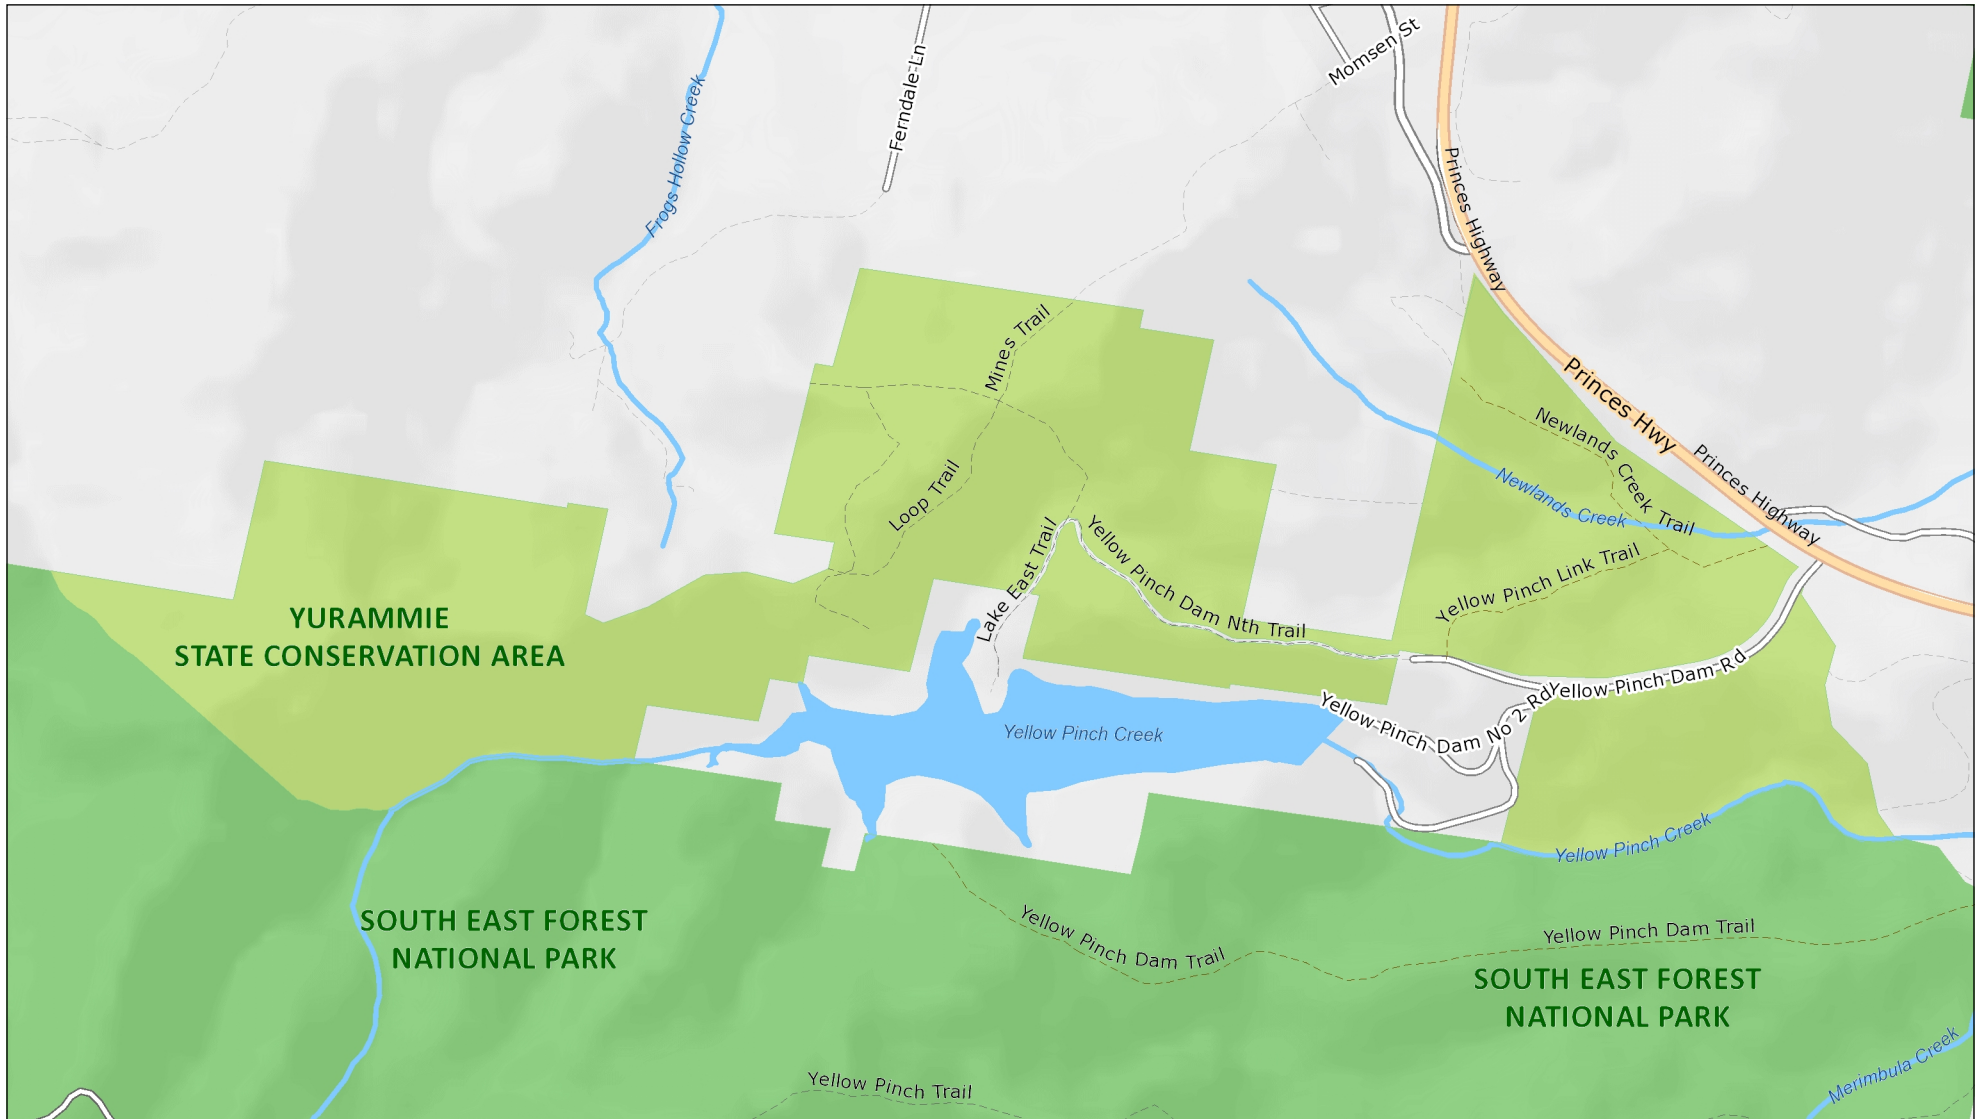 Momsen St
Ferndale Ln
Frogs Hollow Creek
Princes Highway
Mines Trail
Princes Hwy
Newlands Creek Trail
Princes Highway
Loop Trail
Newlands Creek
Lake East Trail
Yellow Pinch Dam Nth Trail
Yellow Pinch Link Trail
YURAMMIE
STATE CONSERVATION AREA
Yellow Pinch Dam Rd
Yellow Pinch Dam No 2 Rd
Yellow Pinch Creek
Yellow Pinch Creek
SOUTH EAST FOREST
NATIONAL PARK
Yellow Pinch Dam Trail
Yellow Pinch Dam Trail
SOUTH EAST FOREST
NATIONAL PARK
Merimbula Creek
Yellow Pinch Trail